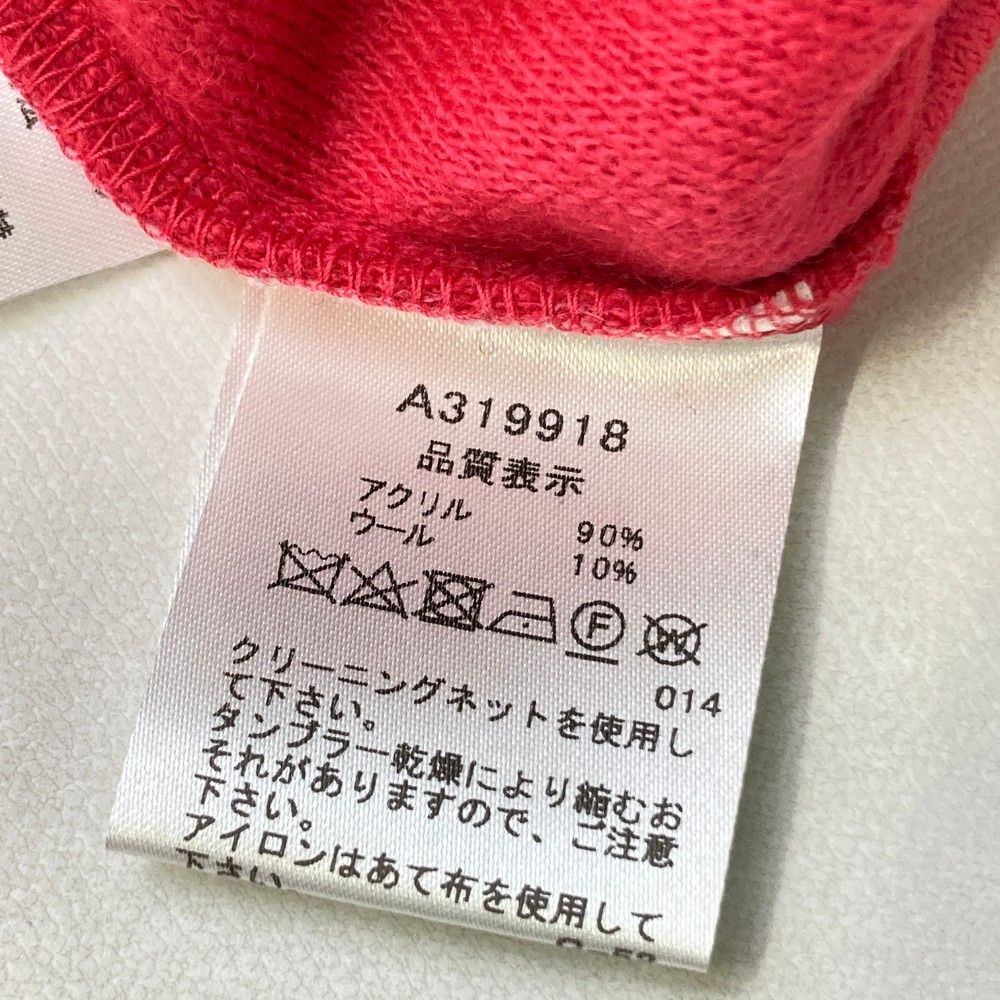 A319918
品質表示
アクリル 90%
ウール 10%
F W
014
クリーニングネットを使用し
て下さい。
タンブラー乾燥により縮むお
それがありますので、ご注意
下さい。
アイロンはあて布を使用して
下さい